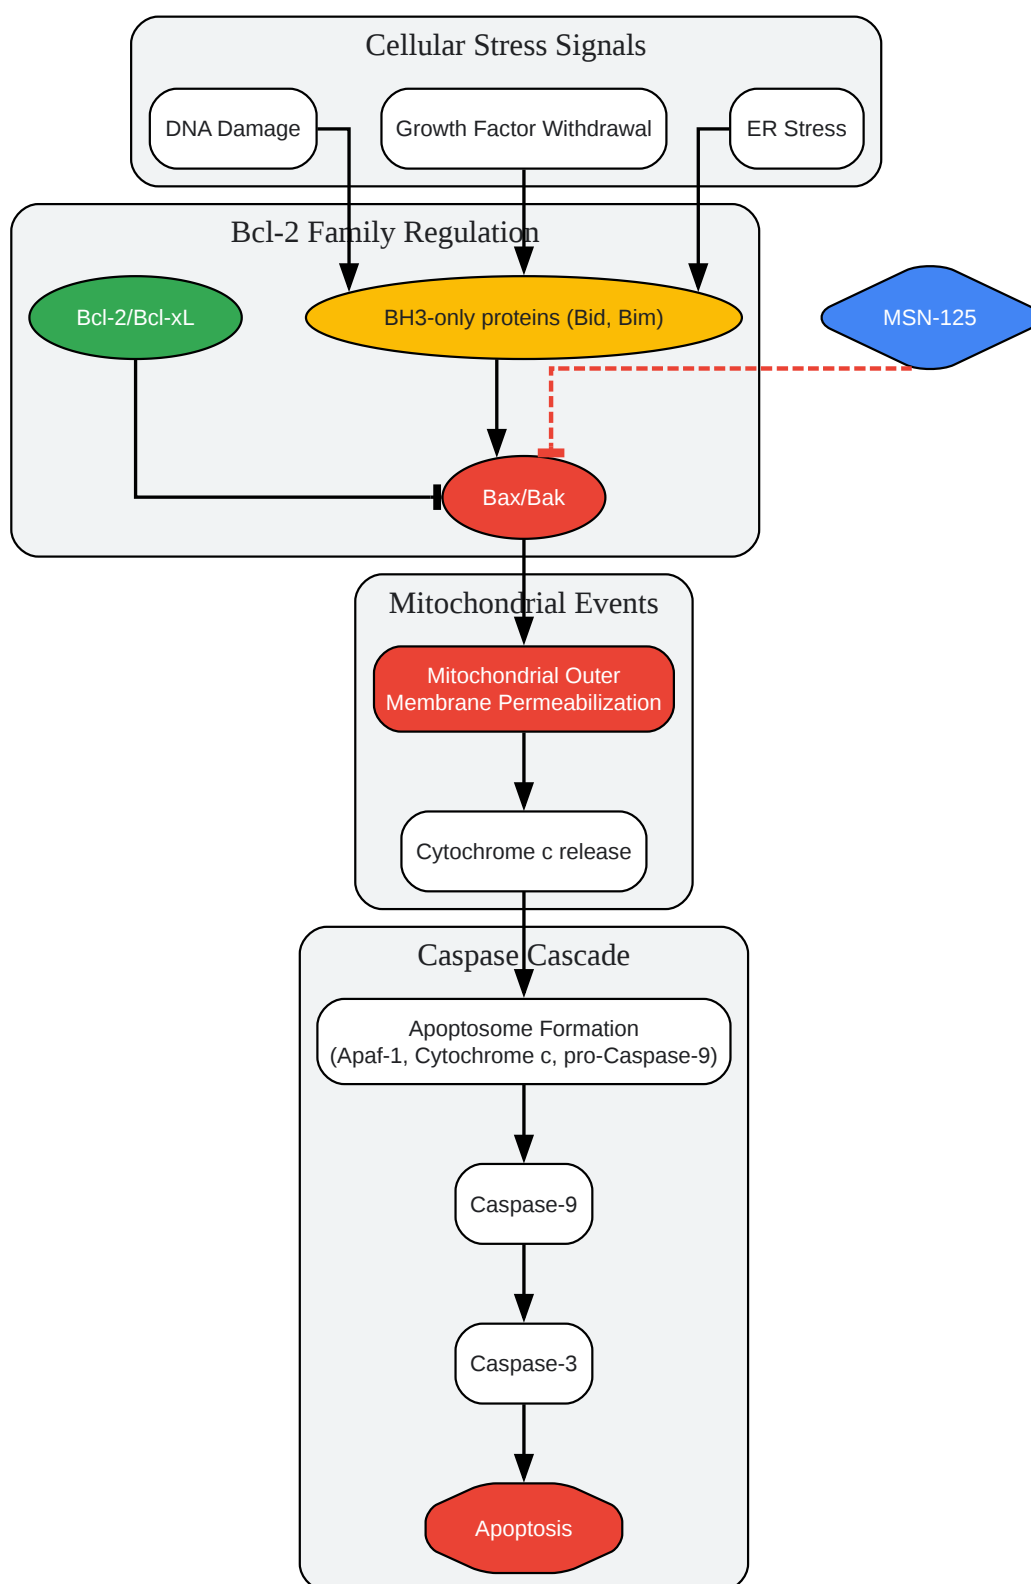 Cellular Stress Signals
DNA Damage
Growth Factor Withdrawal
ER Stress
Bcl-2 Family Regulation
Bcl-2/Bcl-xL
BH3-only proteins (Bid, Bim)
MSN-125
Bax/Bak
Mitochondrial Events
Mitochondrial Outer
Membrane Permeabilization
Cytochrome c release
Caspase Cascade
Apoptosome Formation
(Apaf-1, Cytochrome c, pro-Caspase-9)
Caspase-9
Caspase-3
Apoptosis